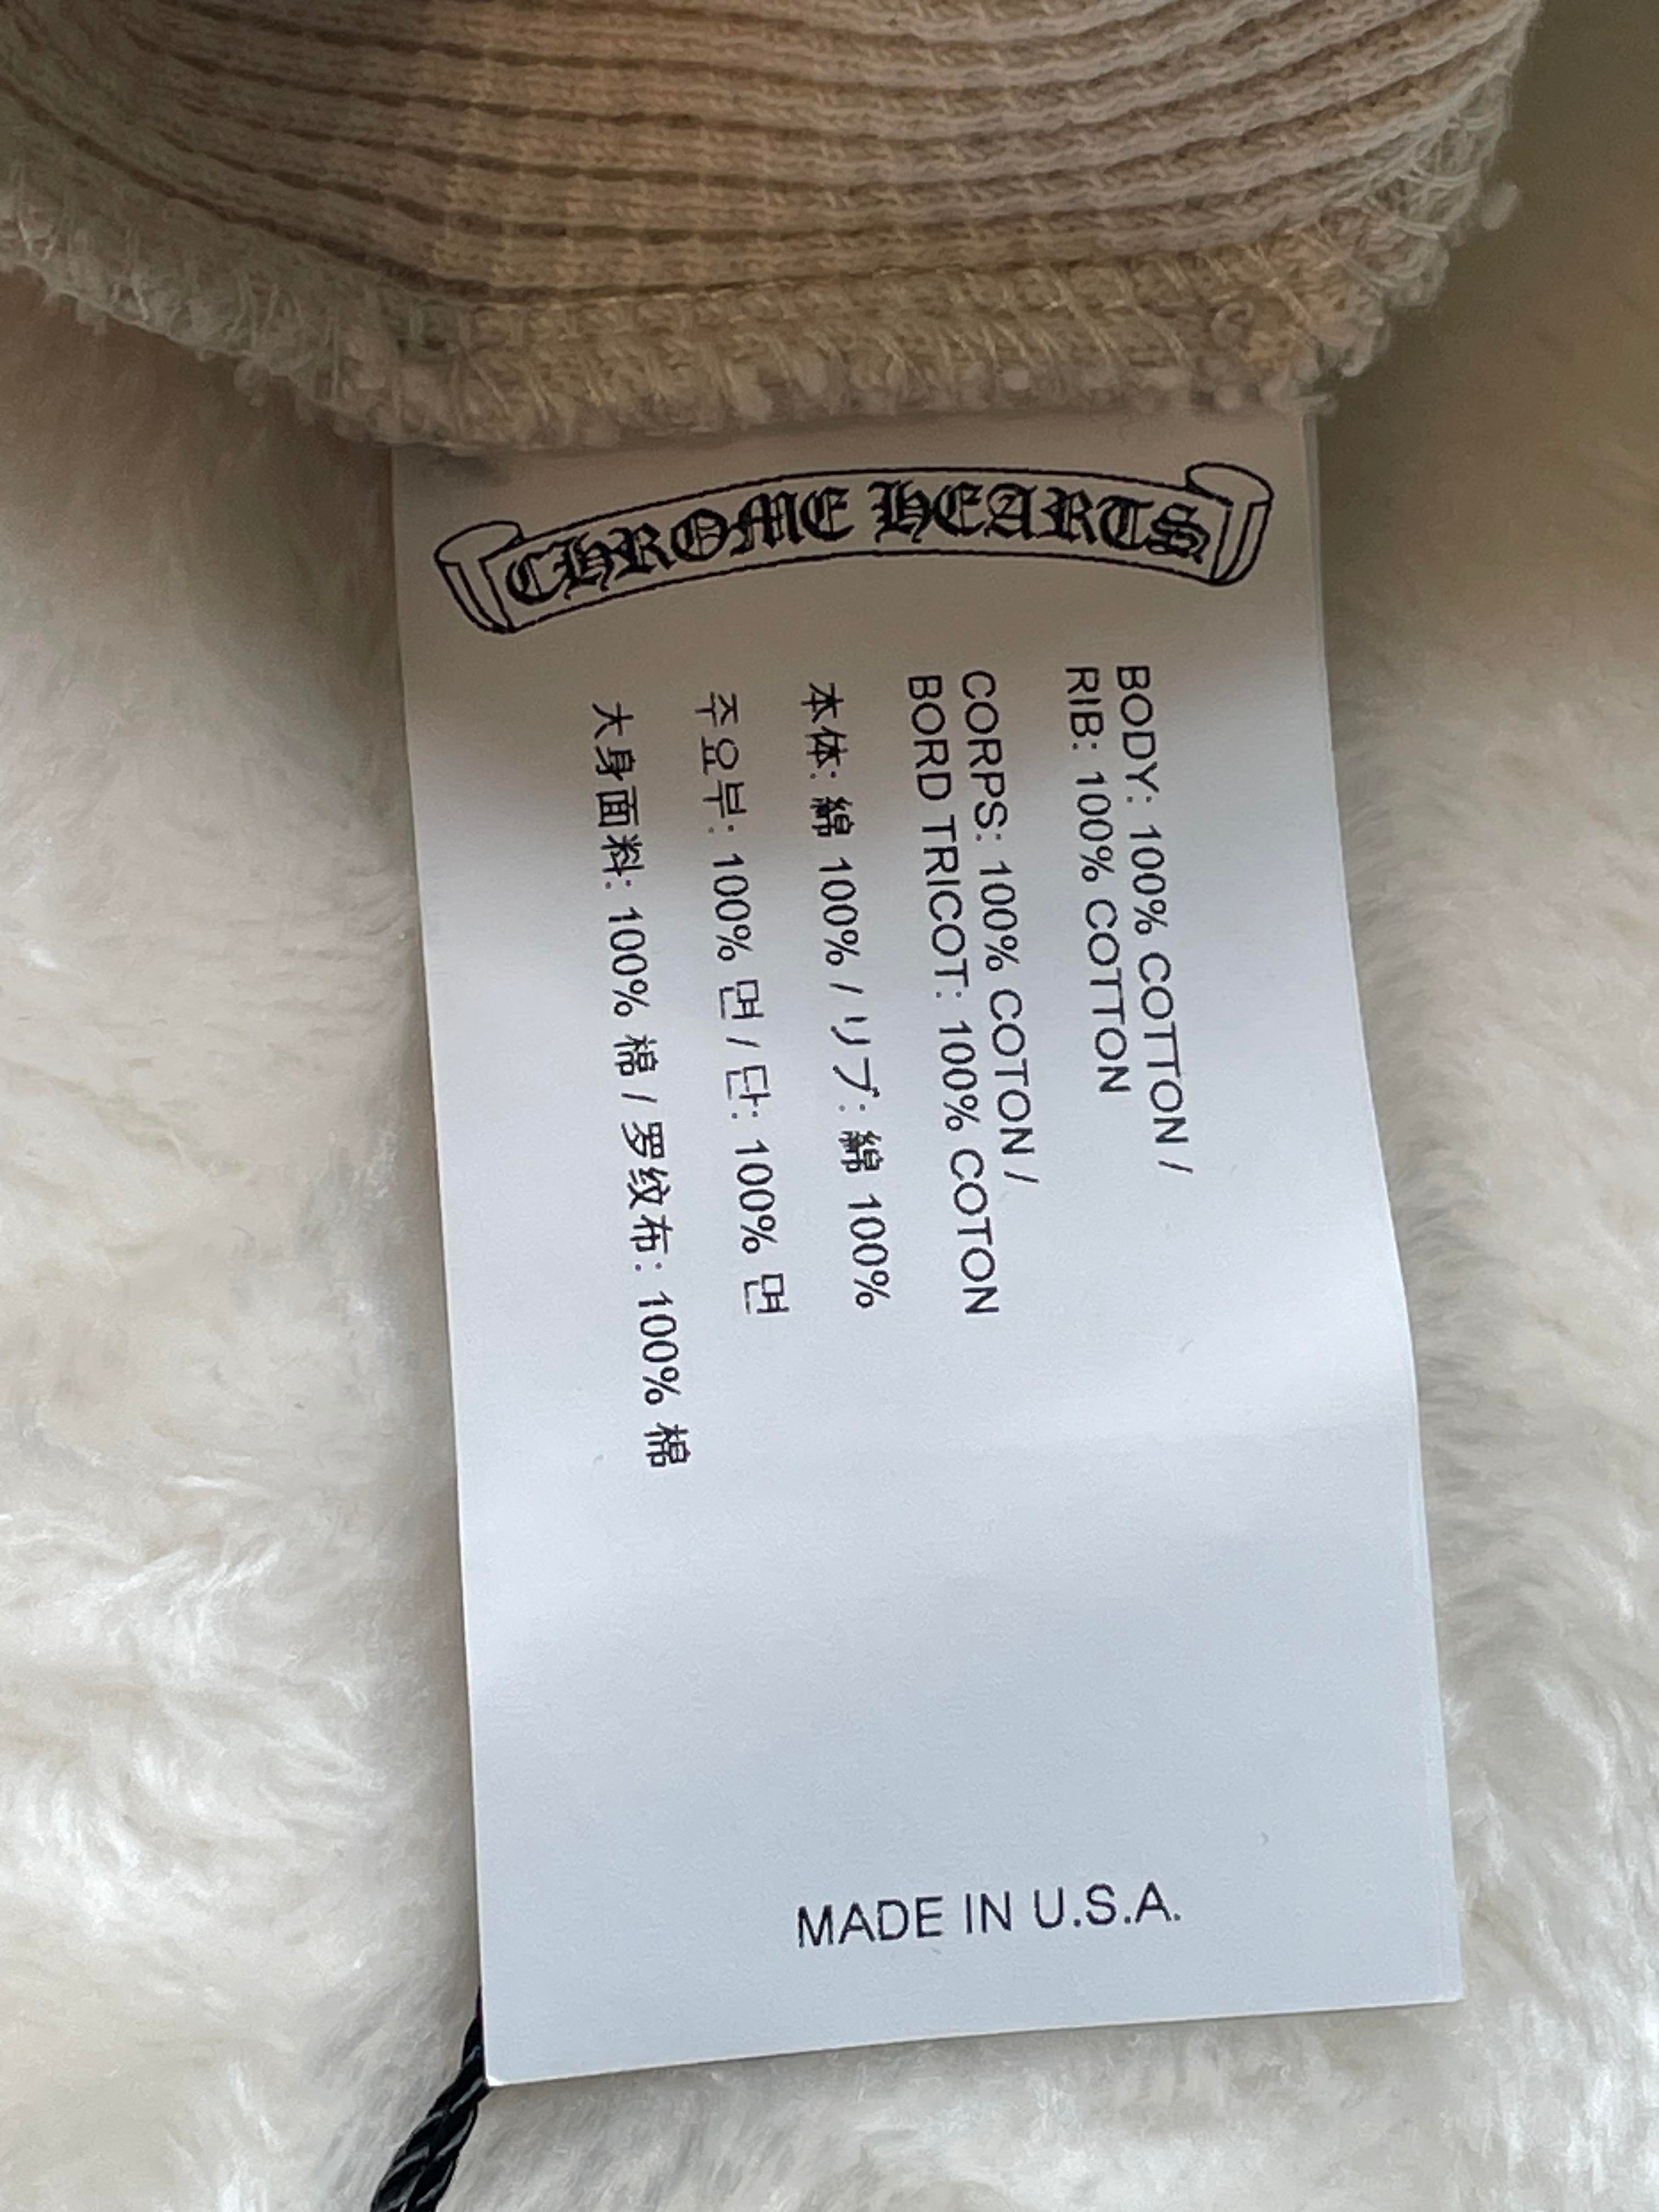 CHROME HEARTS
BODY: 100% COTTON /
RIB: 100% COTTON
CORPS: 100% COTON /
BORD TRICOT: 100% COTON
本体: 綿 100% / リブ: 綿 100%
주요부: 100% 면 / 단: 100% 면
大身面料: 100% 棉 / 罗纹布: 100% 棉
MADE IN U.S.A.